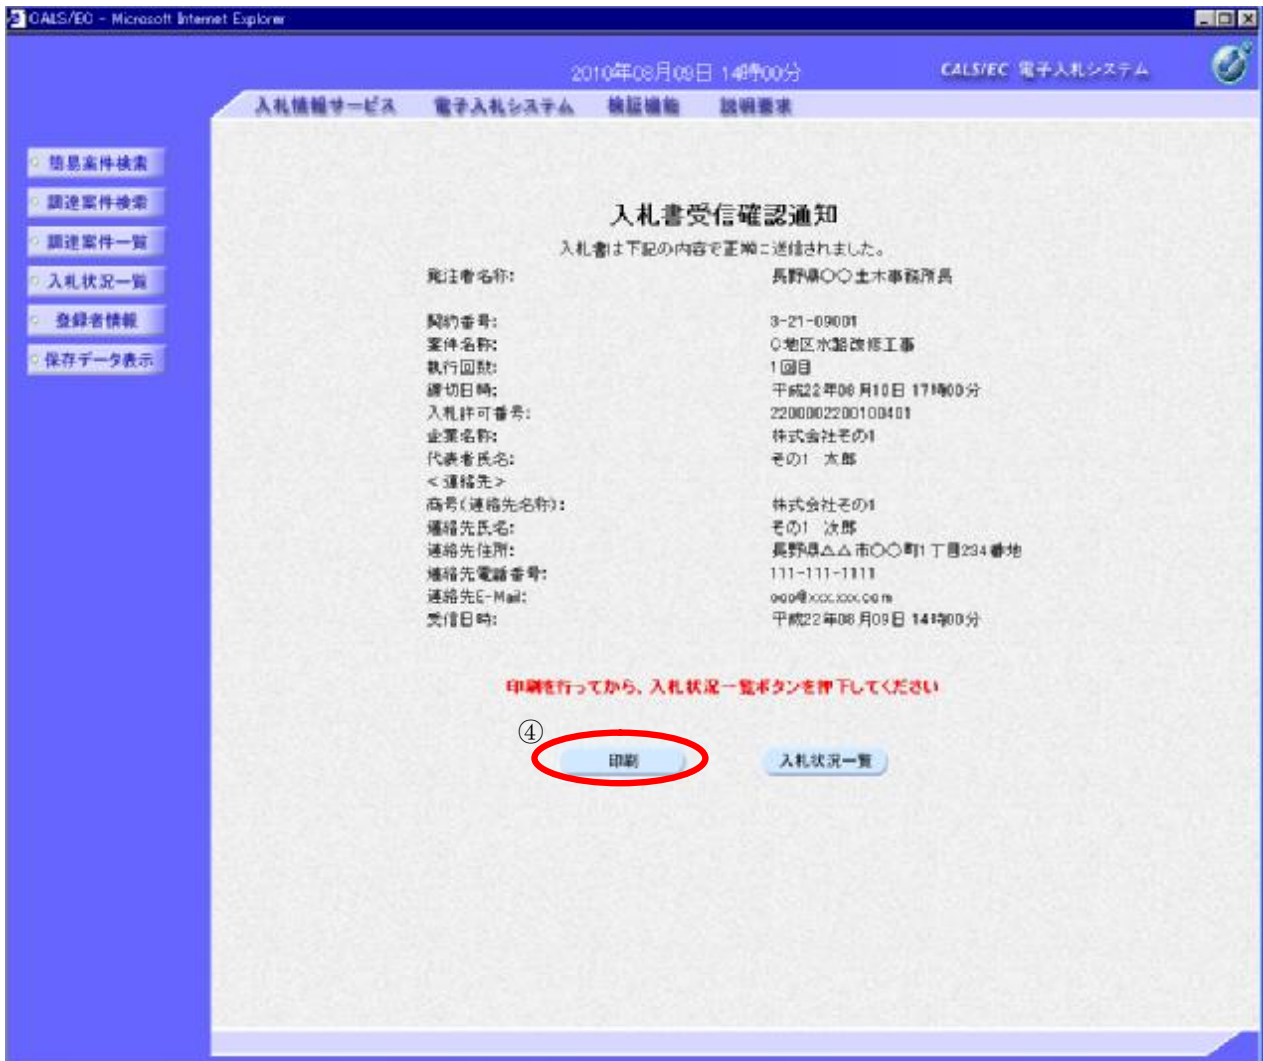 CALS/EC - Microsoft Internet Explorer
2010年08月09日 14時00分
CALS/EC 電子入札システム
入札情報サービス 電子入札システム 検証機能 説明要求
簡易案件検索
調達案件検索
調達案件一覧
入札状況一覧
登録者情報
保存データ表示
入札書受信確認通知
入札書は下記の内容で正常に送信されました。
発注者名称: 長野県〇〇土木事務所長
契約番号: 3-21-09001
案件名称: 〇地区水路改修工事
執行回数: 1回目
締切日時: 平成22年08月10日 17時00分
入札許可番号: 2200002200100401
企業名称: 株式会社その1
代表者氏名: その1 太郎
<連絡先>
商号(連絡先名称): 株式会社その1
連絡先氏名: その1 次郎
連絡先住所: 長野県△△市〇〇町1丁目234番地
連絡先電話番号: 111-111-1111
連絡先E-Mail:
受信日時: 平成22年08月09日 14時00分
印刷を行ってから、入札状況一覧ボタンを押下してください
④
印刷 入札状況一覧